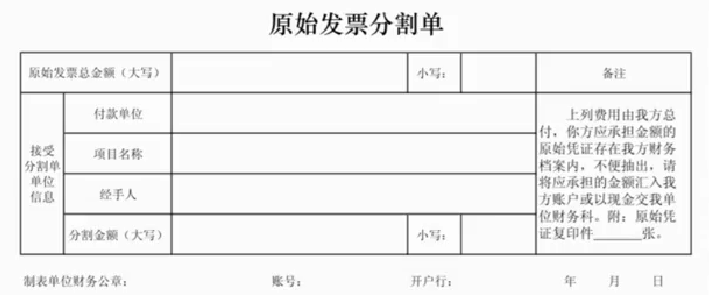 原始发票分割单
原始发票总金额（大写） 小写： 备注
接受
分割单
单位
信息
付款单位
项目名称
经手人
分割金额（大写） 小写：
上列费用由我方总
付，你方应承担金额的
原始凭证存在我方财务
档案内，不便抽出，请
将应承担的金额汇入我
方账户或以现金交我单
位财务科。附：原始凭
证复印件______张。
制表单位财务公章： 账号： 开户行： 年 月 日